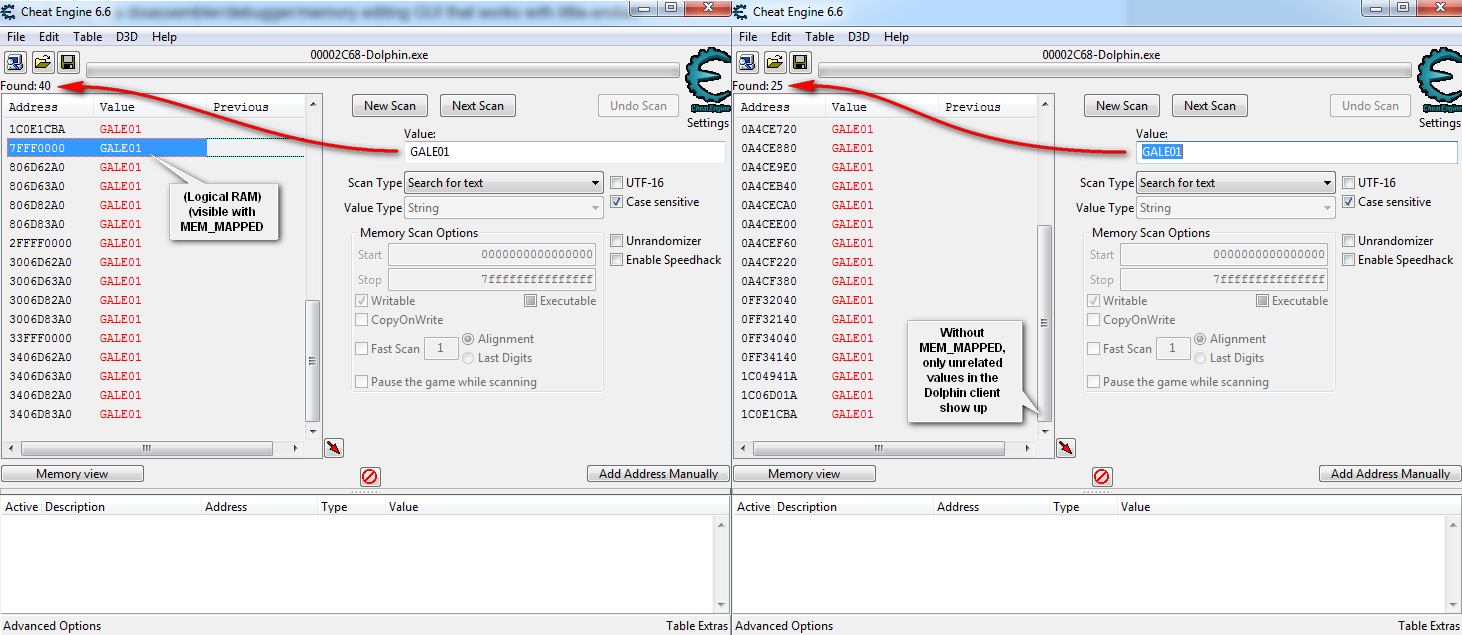 Cheat Engine 6.6
File Edit Table D3D Help
00002C68-Dolphin.exe
Found: 40
Address Value Previous
1C0E1CBA GALE01
7FFF0000 GALE01
806D62A0 GALE01
806D63A0 GALE01
806D82A0 GALE01
806D83A0 GALE01
2FFFF0000 GALE01
3006D62A0 GALE01
3006D63A0 GALE01
3006D82A0 GALE01
3006D83A0 GALE01
33FFF0000 GALE01
3406D62A0 GALE01
3406D63A0 GALE01
3406D82A0 GALE01
3406D83A0 GALE01
(Logical RAM)
(visible with
MEM_MAPPED
New Scan Next Scan Undo Scan
Cheat Engine
Settings
Value:
GALE01
Scan Type Search for text UTF-16
Case sensitive
Value Type String
Memory Scan Options
Unrandomizer
Start 0000000000000000
Enable Speedhack
Stop 7fffffffffffffff
Writable Executable
CopyOnWrite
Fast Scan 1 Alignment
Last Digits
Pause the game while scanning
Memory view Add Address Manually
Active Description Address Type Value
Advanced Options Table Extras
Cheat Engine 6.6
File Edit Table D3D Help
00002C68-Dolphin.exe
Found: 25
Address Value Previous
0A4CE720 GALE01
0A4CE880 GALE01
0A4CE9E0 GALE01
0A4CEB40 GALE01
0A4CECA0 GALE01
0A4CEE00 GALE01
0A4CEF60 GALE01
0A4CF220 GALE01
0A4CF380 GALE01
0FF32040 GALE01
0FF32140 GALE01
0FF34040 GALE01
0FF34140 GALE01
1C04941A GALE01
1C06D01A GALE01
1C0E1CBA GALE01
Without
MEM_MAPPED,
only unrelated
values in the
Dolphin client
show up
New Scan Next Scan Undo Scan
Cheat Engine
Settings
Value:
GALE01
Scan Type Search for text UTF-16
Case sensitive
Value Type String
Memory Scan Options
Unrandomizer
Start 0000000000000000
Enable Speedhack
Stop 7fffffffffffffff
Writable Executable
CopyOnWrite
Fast Scan 1 Alignment
Last Digits
Pause the game while scanning
Memory view Add Address Manually
Active Description Address Type Value
Advanced Options Table Extras